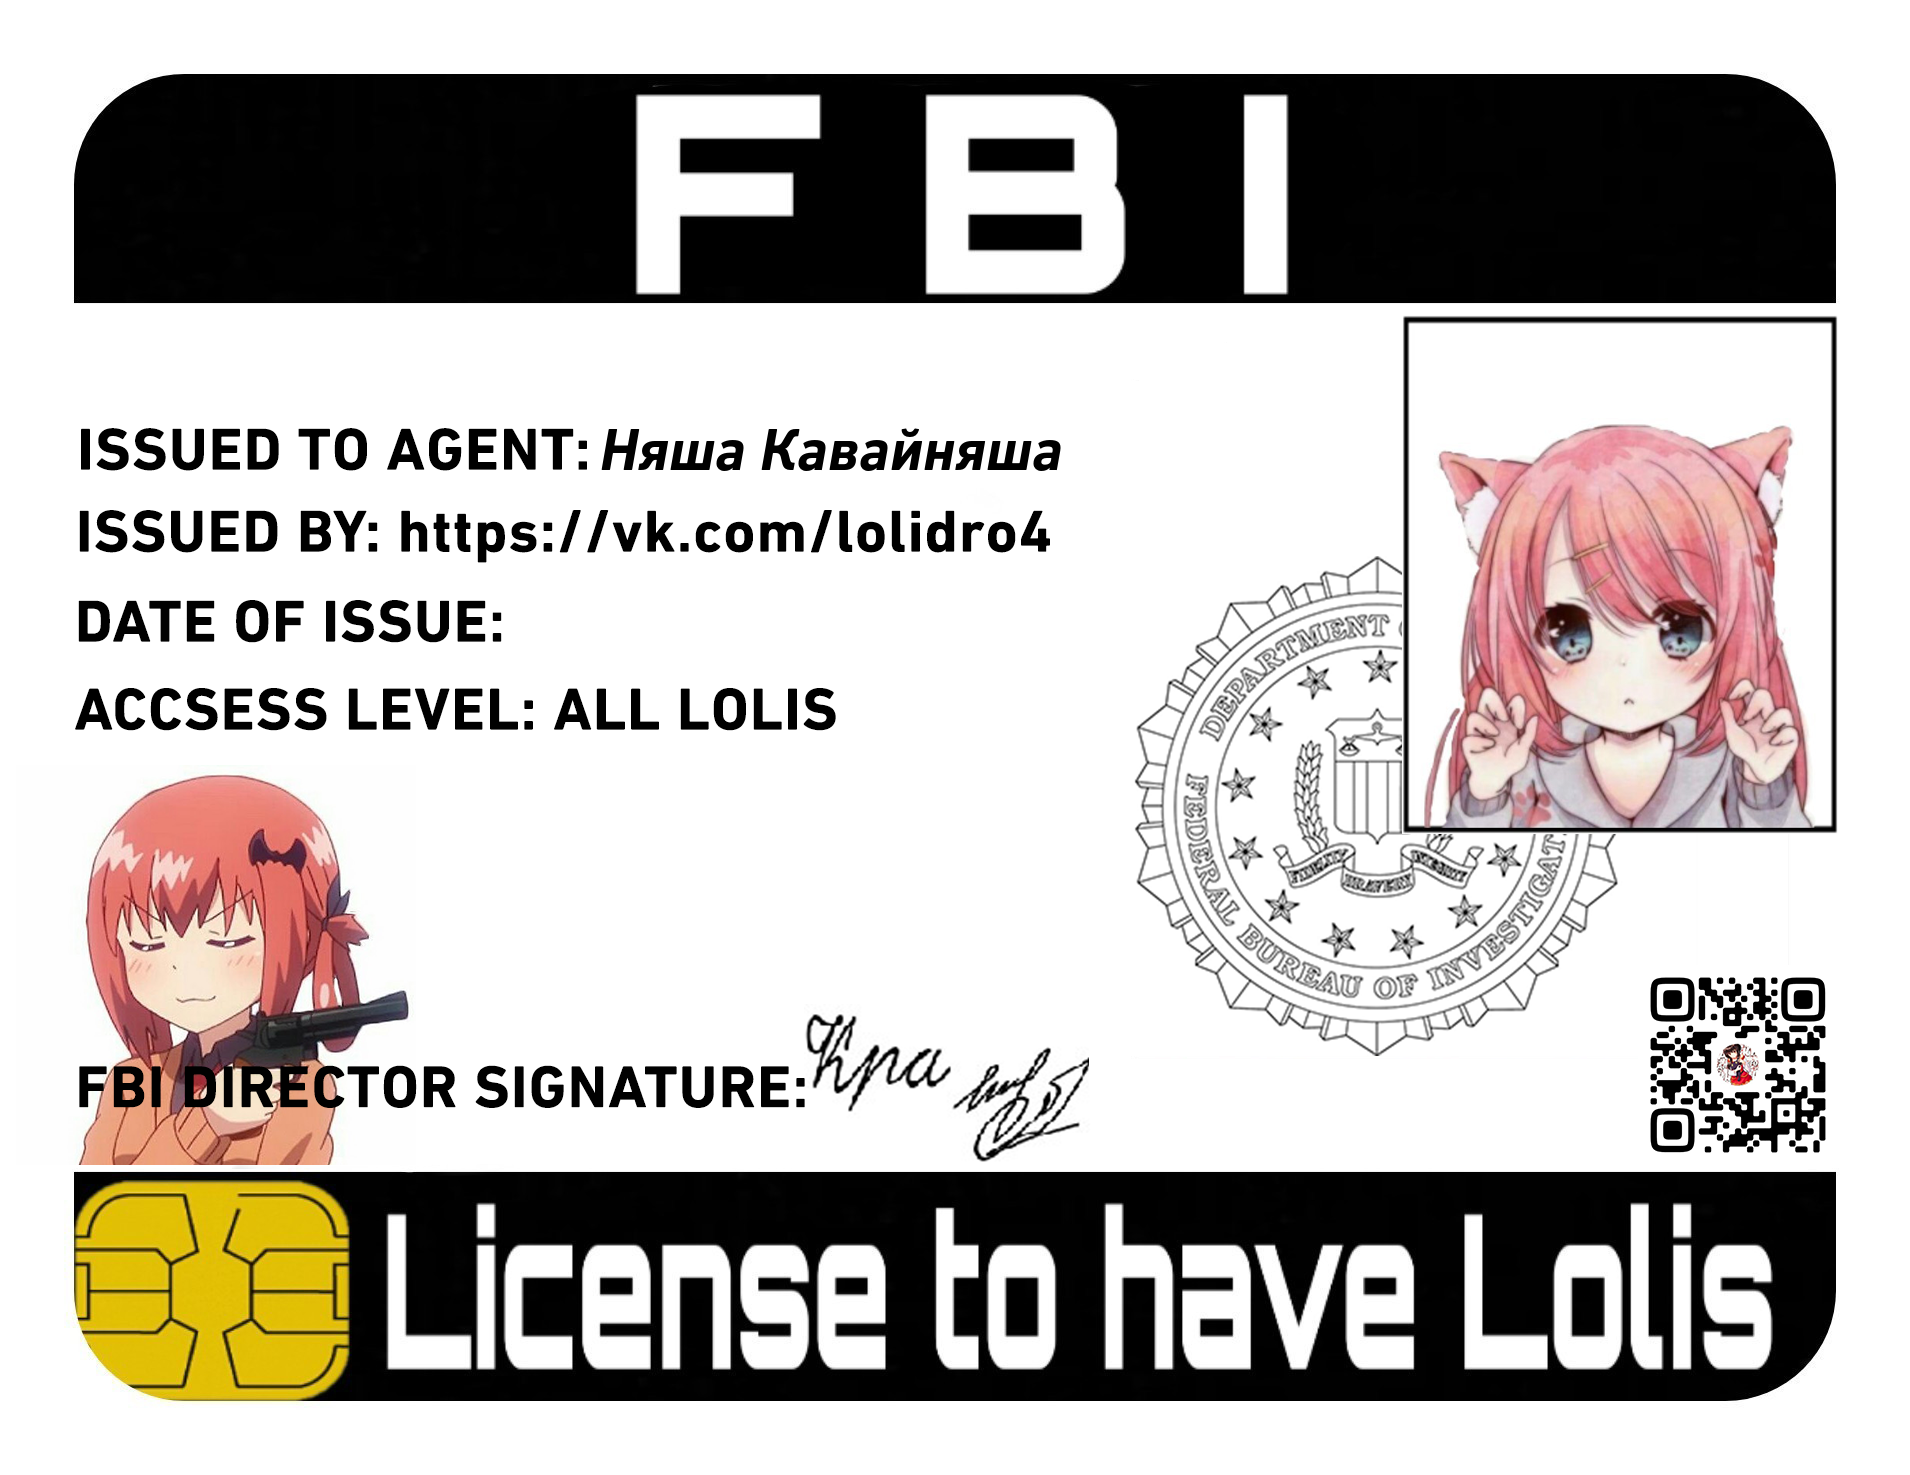 FBI
ISSUED TO AGENT: Няша Кавайняша
ISSUED BY: https://vk.com/lolidro4
DATE OF ISSUE:
ACCSESS LEVEL: ALL LOLIS
DEPARTMENT
FEDERAL BUREAU OF INVESTIGAT
FIDELITY
BRAVERY
INTEGRITY
FBI DIRECTOR SIGNATURE:
License to have Lolis